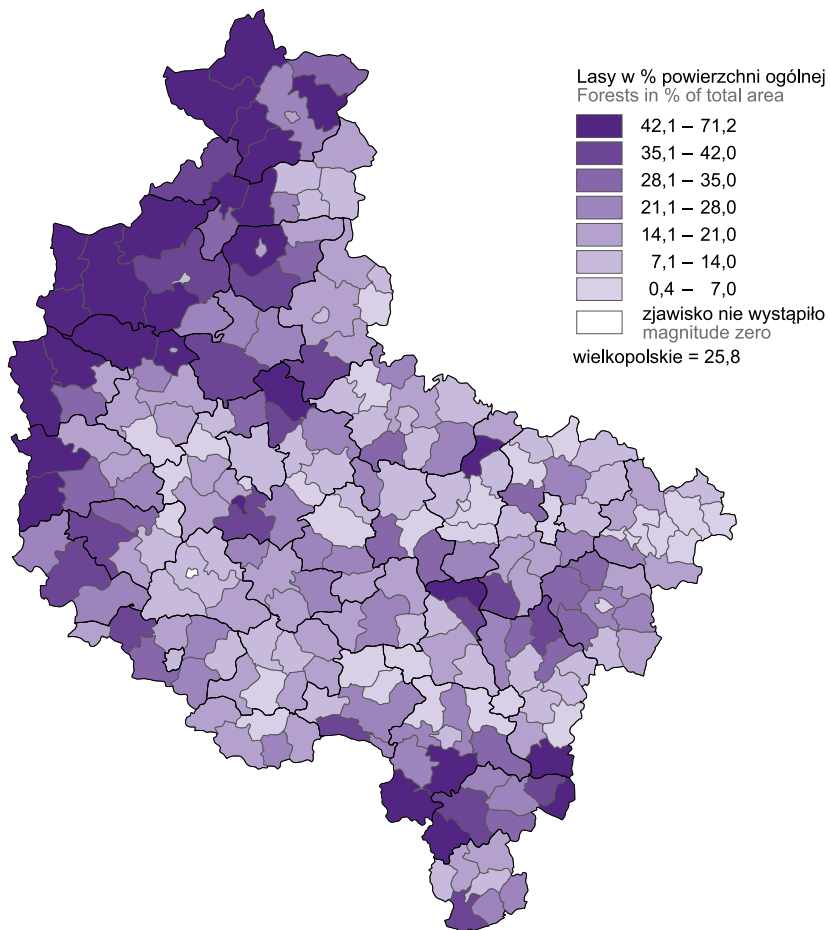 Lasy w % powierzchni ogólnej
Forests in % of total area
42,1 – 71,2
35,1 – 42,0
28,1 – 35,0
21,1 – 28,0
14,1 – 21,0
7,1 – 14,0
0,4 – 7,0
zjawisko nie wystąpiło
magnitude zero
wielkopolskie = 25,8